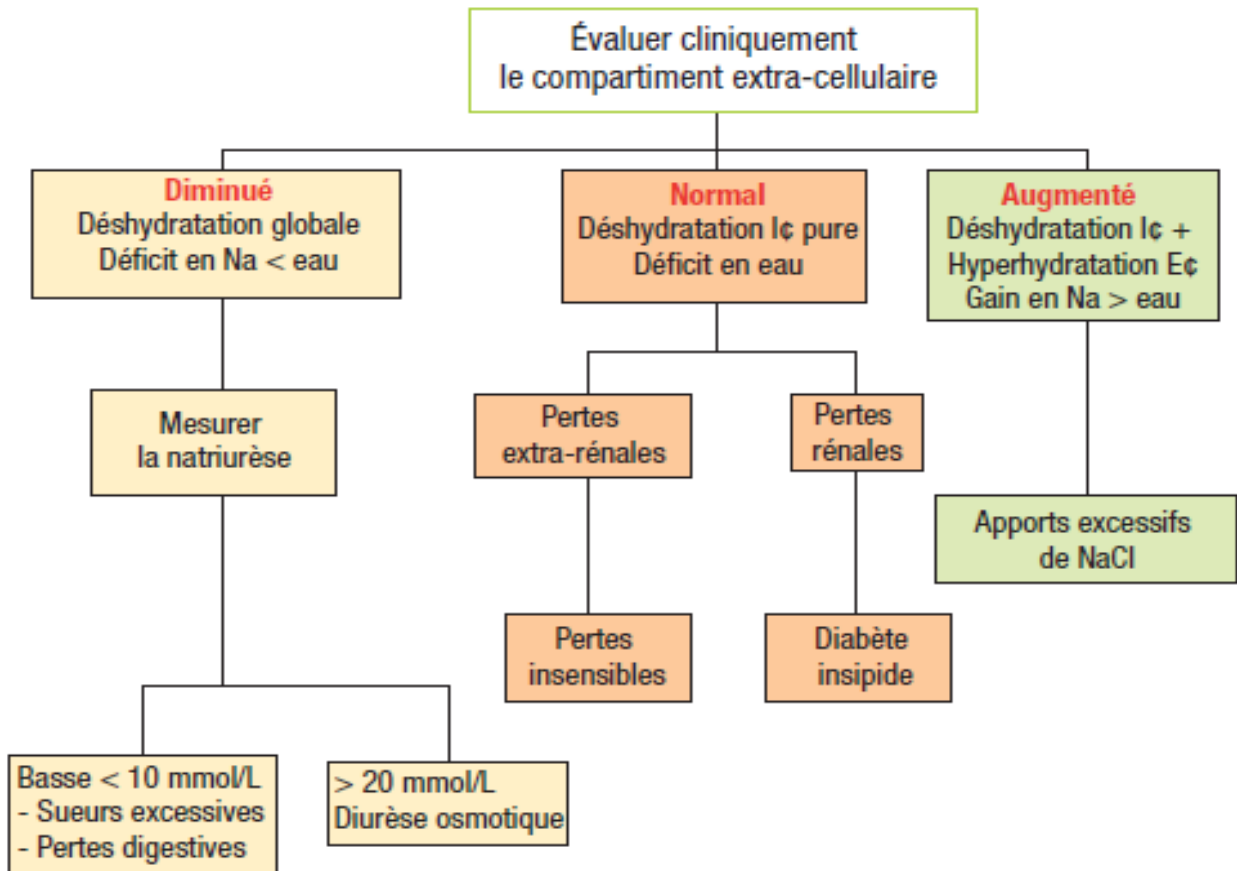 Évaluer cliniquement
le compartiment extra-cellulaire
Diminué
Déshydratation globale
Déficit en Na < eau
Normal
Déshydratation I¢ pure
Déficit en eau
Augmenté
Déshydratation I¢ +
Hyperhydratation E¢
Gain en Na > eau
Mesurer
la natriurèse
Pertes
extra-rénales
Pertes
rénales
Apports excessifs
de NaCl
Pertes
insensibles
Diabète
insipide
Basse < 10 mmol/L
- Sueurs excessives
- Pertes digestives
> 20 mmol/L
Diurèse osmotique